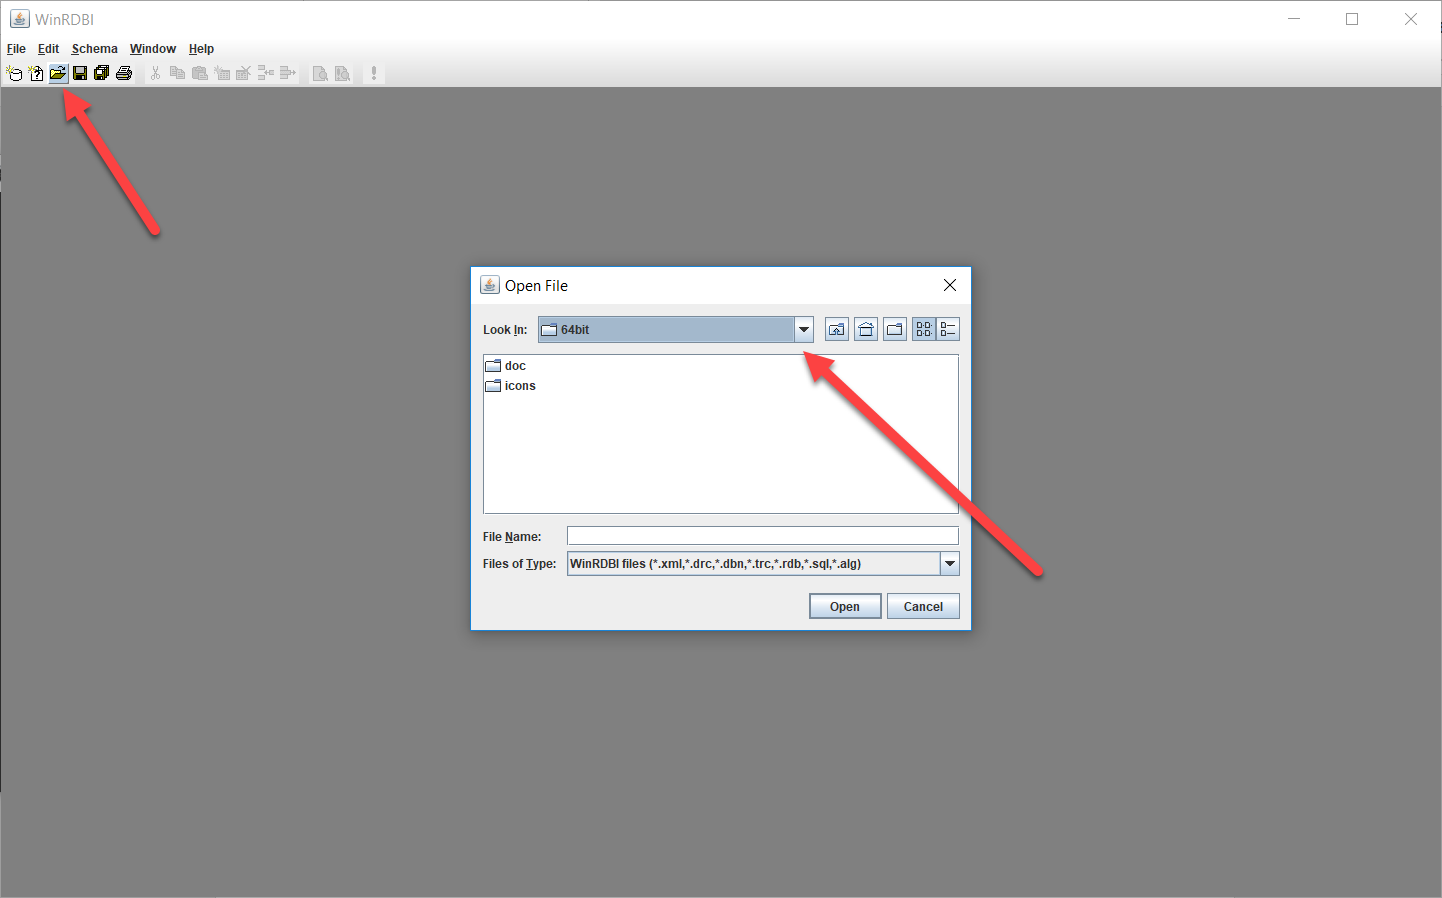 WinRDBI
File Edit Schema Window Help
Open File
Look In: 64bit
doc
icons
File Name:
Files of Type: WinRDBI files (*.xml,*.drc,*.dbn,*.trc,*.rdb,*.sql,*.alg)
Open Cancel